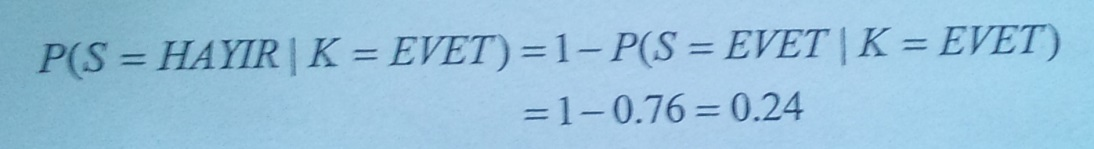 P(S = HAYIR | K = EVET) = 1 − P(S = EVET | K = EVET)
= 1 − 0.76 = 0.24